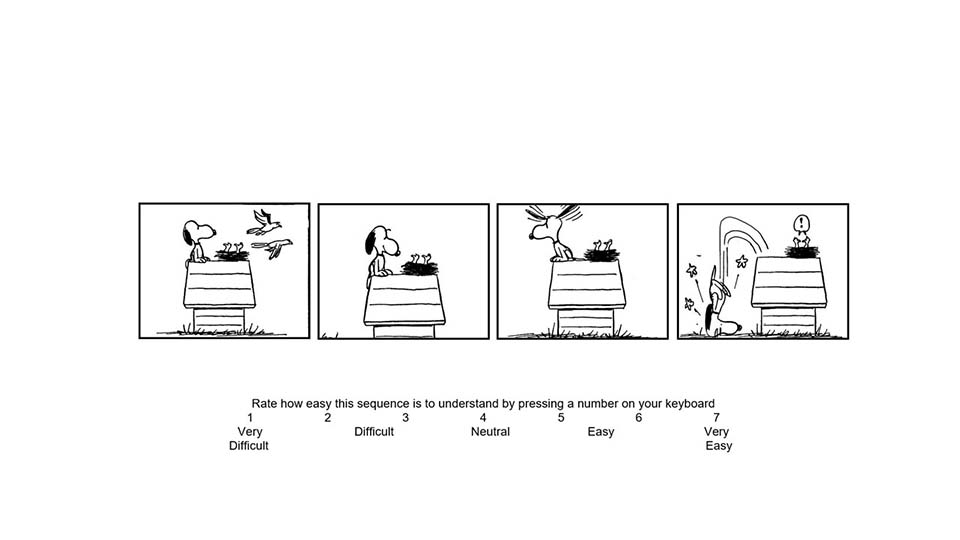 !
Rate how easy this sequence is to understand by pressing a number on your keyboard
1 2 3 4 5 6 7
Very Difficult Neutral Easy Very
Difficult Easy